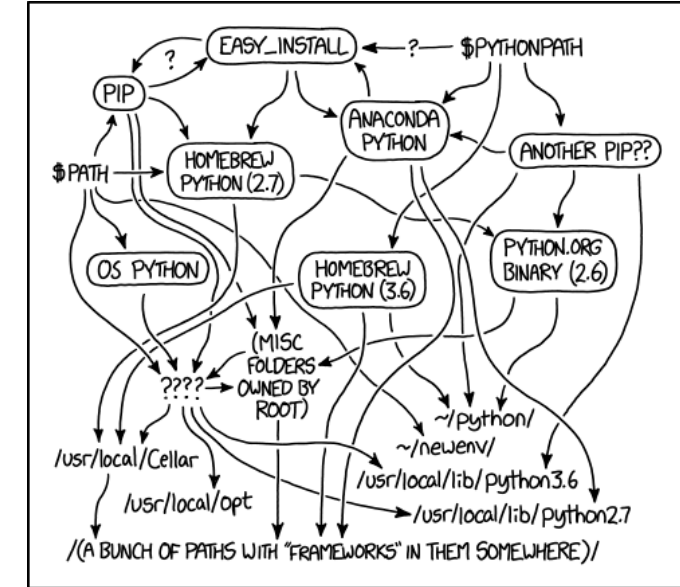 EASY_INSTALL
?
$PYTHONPATH
?
PIP
ANACONDA
PYTHON
ANOTHER PIP??
HOMEBREW
PYTHON (2.7)
$PATH
OS PYTHON
HOMEBREW
PYTHON (3.6)
PYTHON.ORG
BINARY (2.6)
(MISC
FOLDERS
OWNED BY
ROOT)
????
~/python/
~/newenv/
/usr/local/Cellar
/usr/local/opt
/usr/local/lib/python3.6
/usr/local/lib/python2.7
/(A BUNCH OF PATHS WITH "FRAMEWORKS" IN THEM SOMEWHERE)/